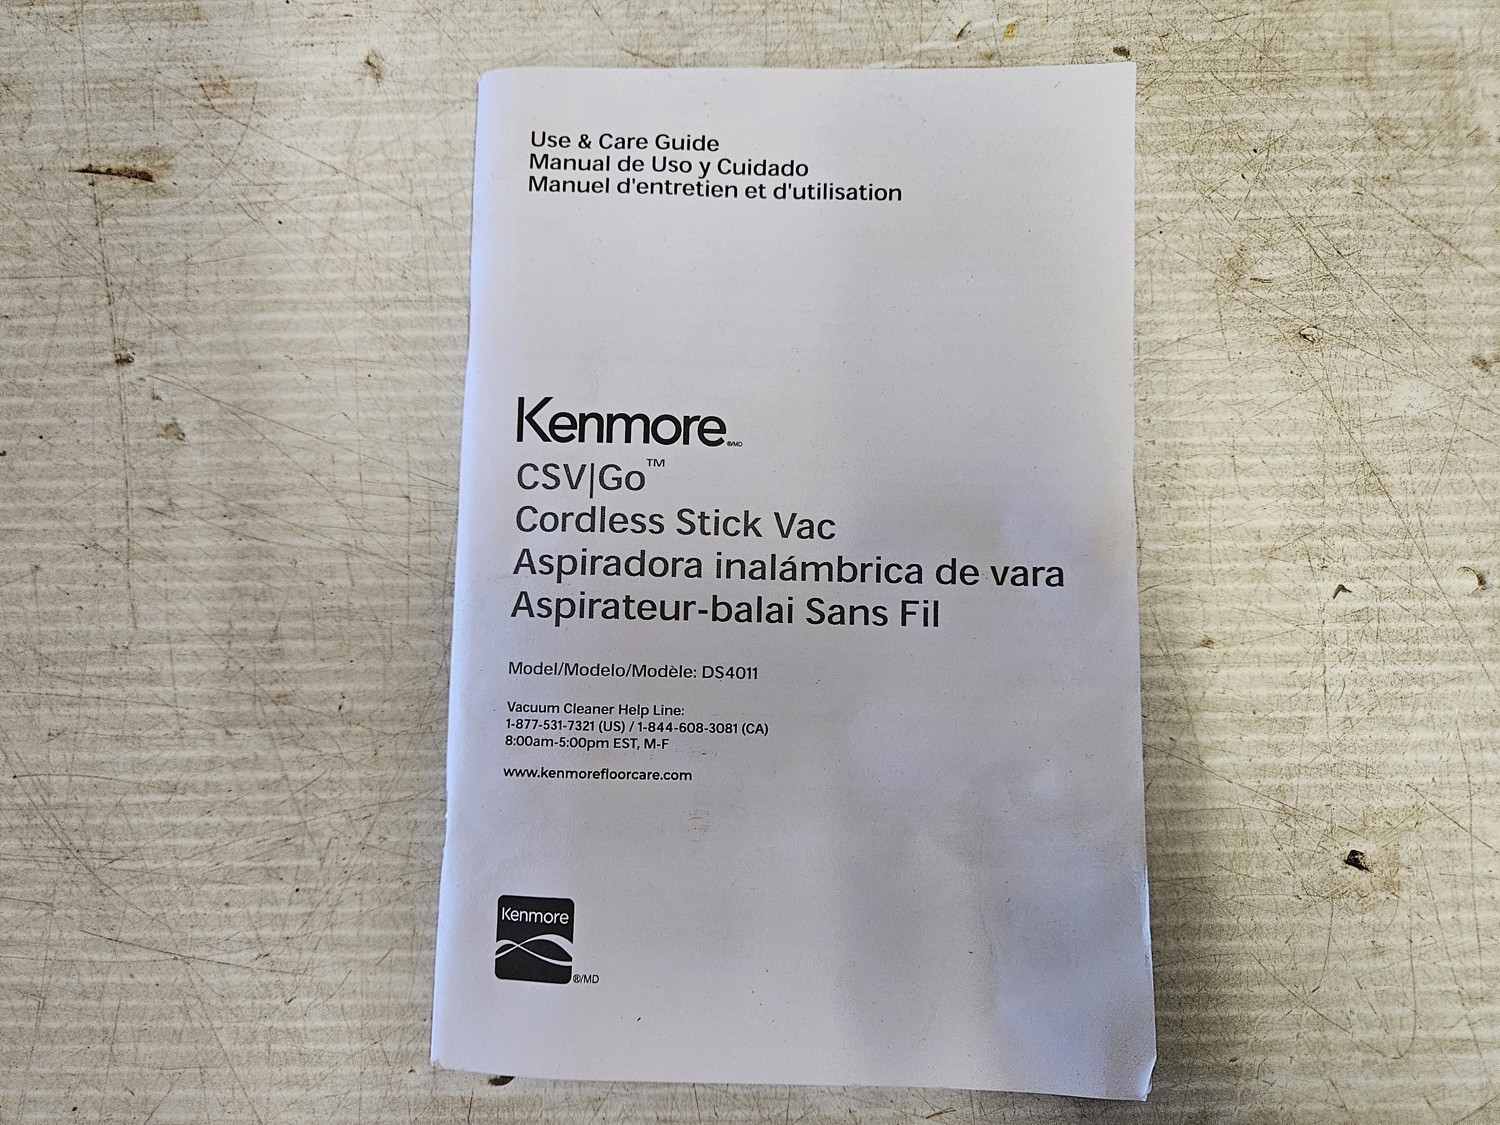 Use & Care Guide
Manual de Uso y Cuidado
Manuel d'entretien et d'utilisation
Kenmore ®/MD
CSV|Go™
Cordless Stick Vac
Aspiradora inalámbrica de vara
Aspirateur-balai Sans Fil
Model/Modelo/Modèle: DS4011
Vacuum Cleaner Help Line:
1-877-531-7321 (US) / 1-844-608-3081 (CA)
8:00am-5:00pm EST, M-F
www.kenmorefloorcare.com
Kenmore
®/MD